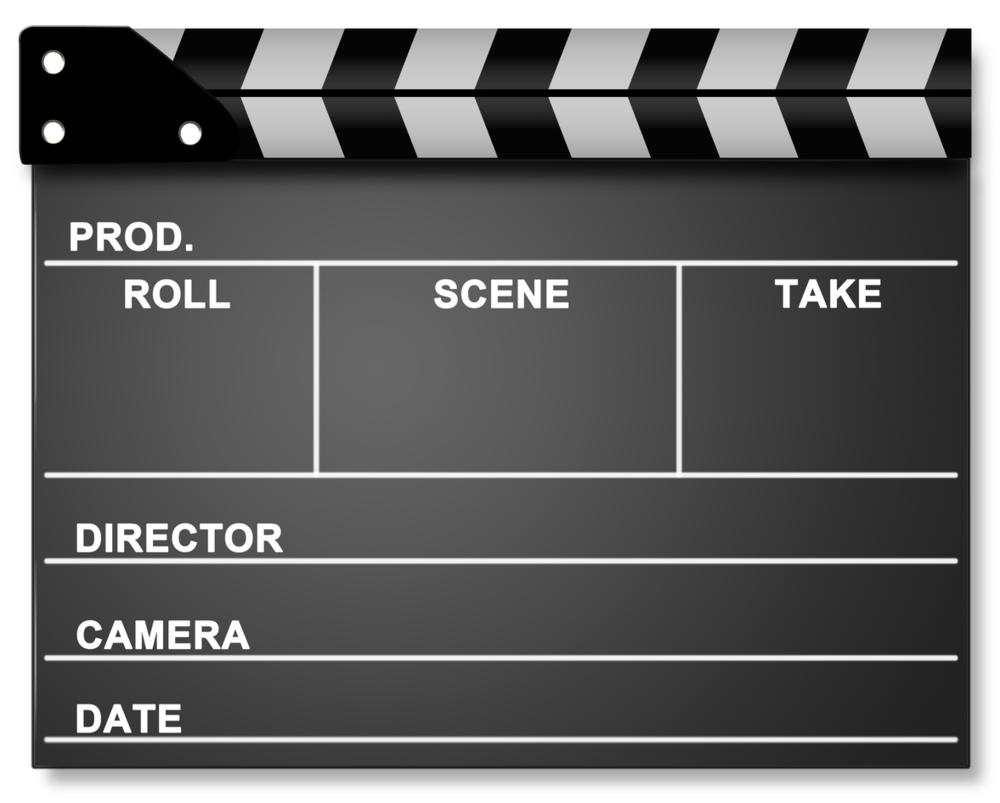 PROD.
ROLL SCENE TAKE
DIRECTOR
CAMERA
DATE